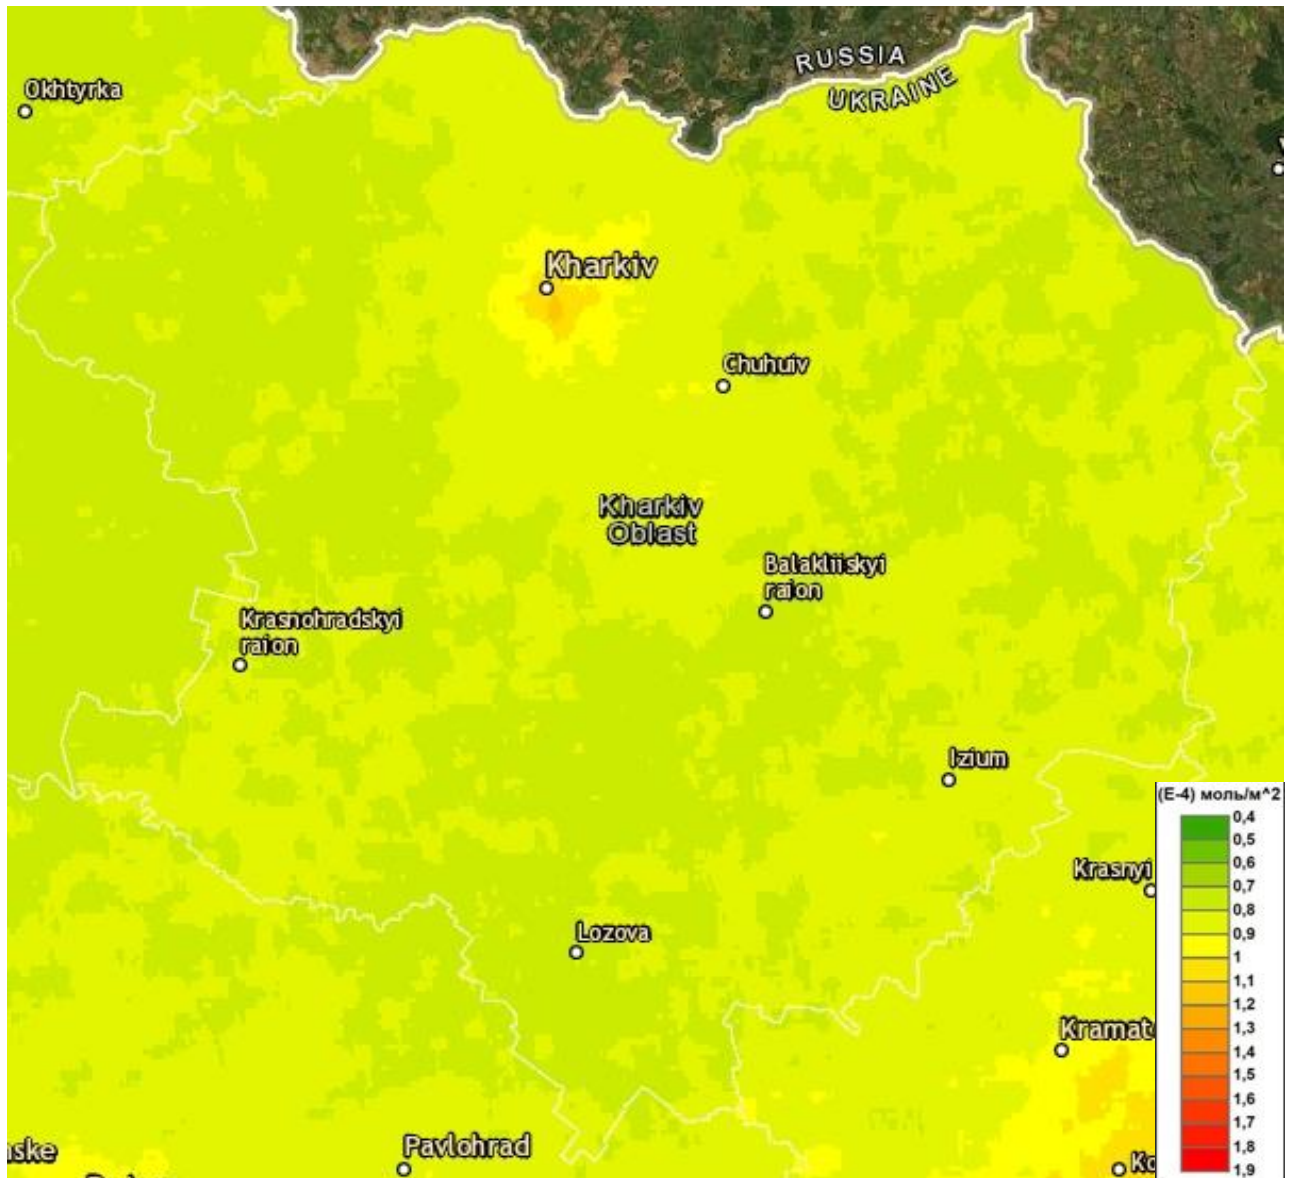 RUSSIA
UKRAINE
Okhtyrka
Kharkiv
Chuhuiv
Kharkiv
Oblast
Balakliiskyi
raion
Krasnohradskyi
raion
Izium
(Е-4) моль/м^2
0,4
0,5
0,6
0,7
0,8
0,9
1
1,1
1,2
1,3
1,4
1,5
1,6
1,7
1,8
1,9
Krasnyi
Lozova
Kramat
Pavlohrad
ske
Ko